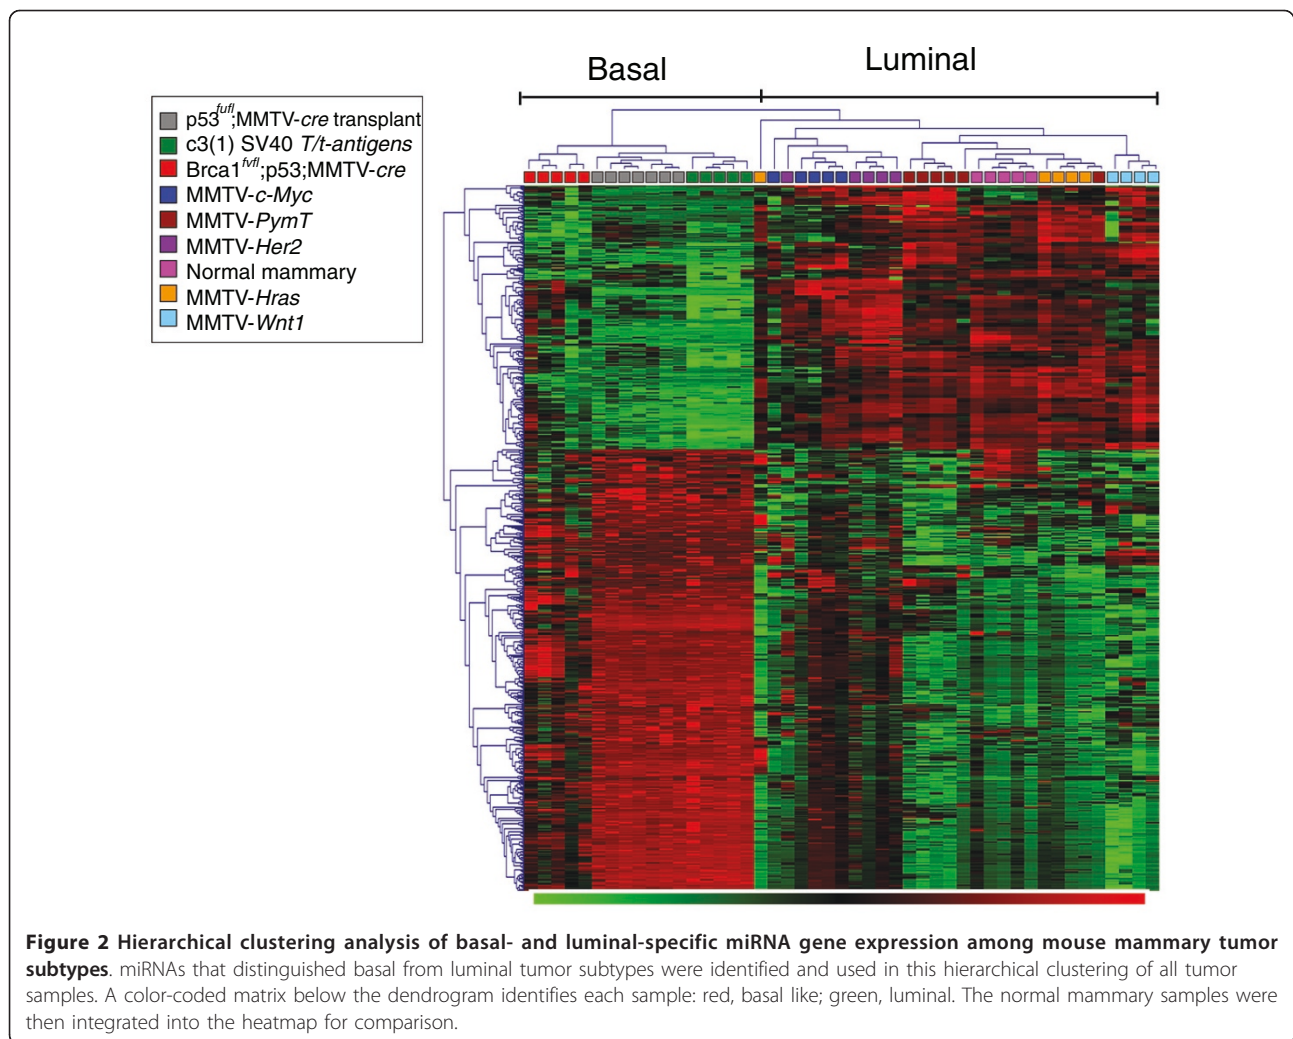 Basal
Luminal
p53fufl;MMTV-cre transplant
c3(1) SV40 T/t-antigens
Brca1fvfl;p53;MMTV-cre
MMTV-c-Myc
MMTV-PymT
MMTV-Her2
Normal mammary
MMTV-Hras
MMTV-Wnt1
Figure 2 Hierarchical clustering analysis of basal- and luminal-specific miRNA gene expression among mouse mammary tumor
subtypes. miRNAs that distinguished basal from luminal tumor subtypes were identified and used in this hierarchical clustering of all tumor
samples. A color-coded matrix below the dendrogram identifies each sample: red, basal like; green, luminal. The normal mammary samples were
then integrated into the heatmap for comparison.